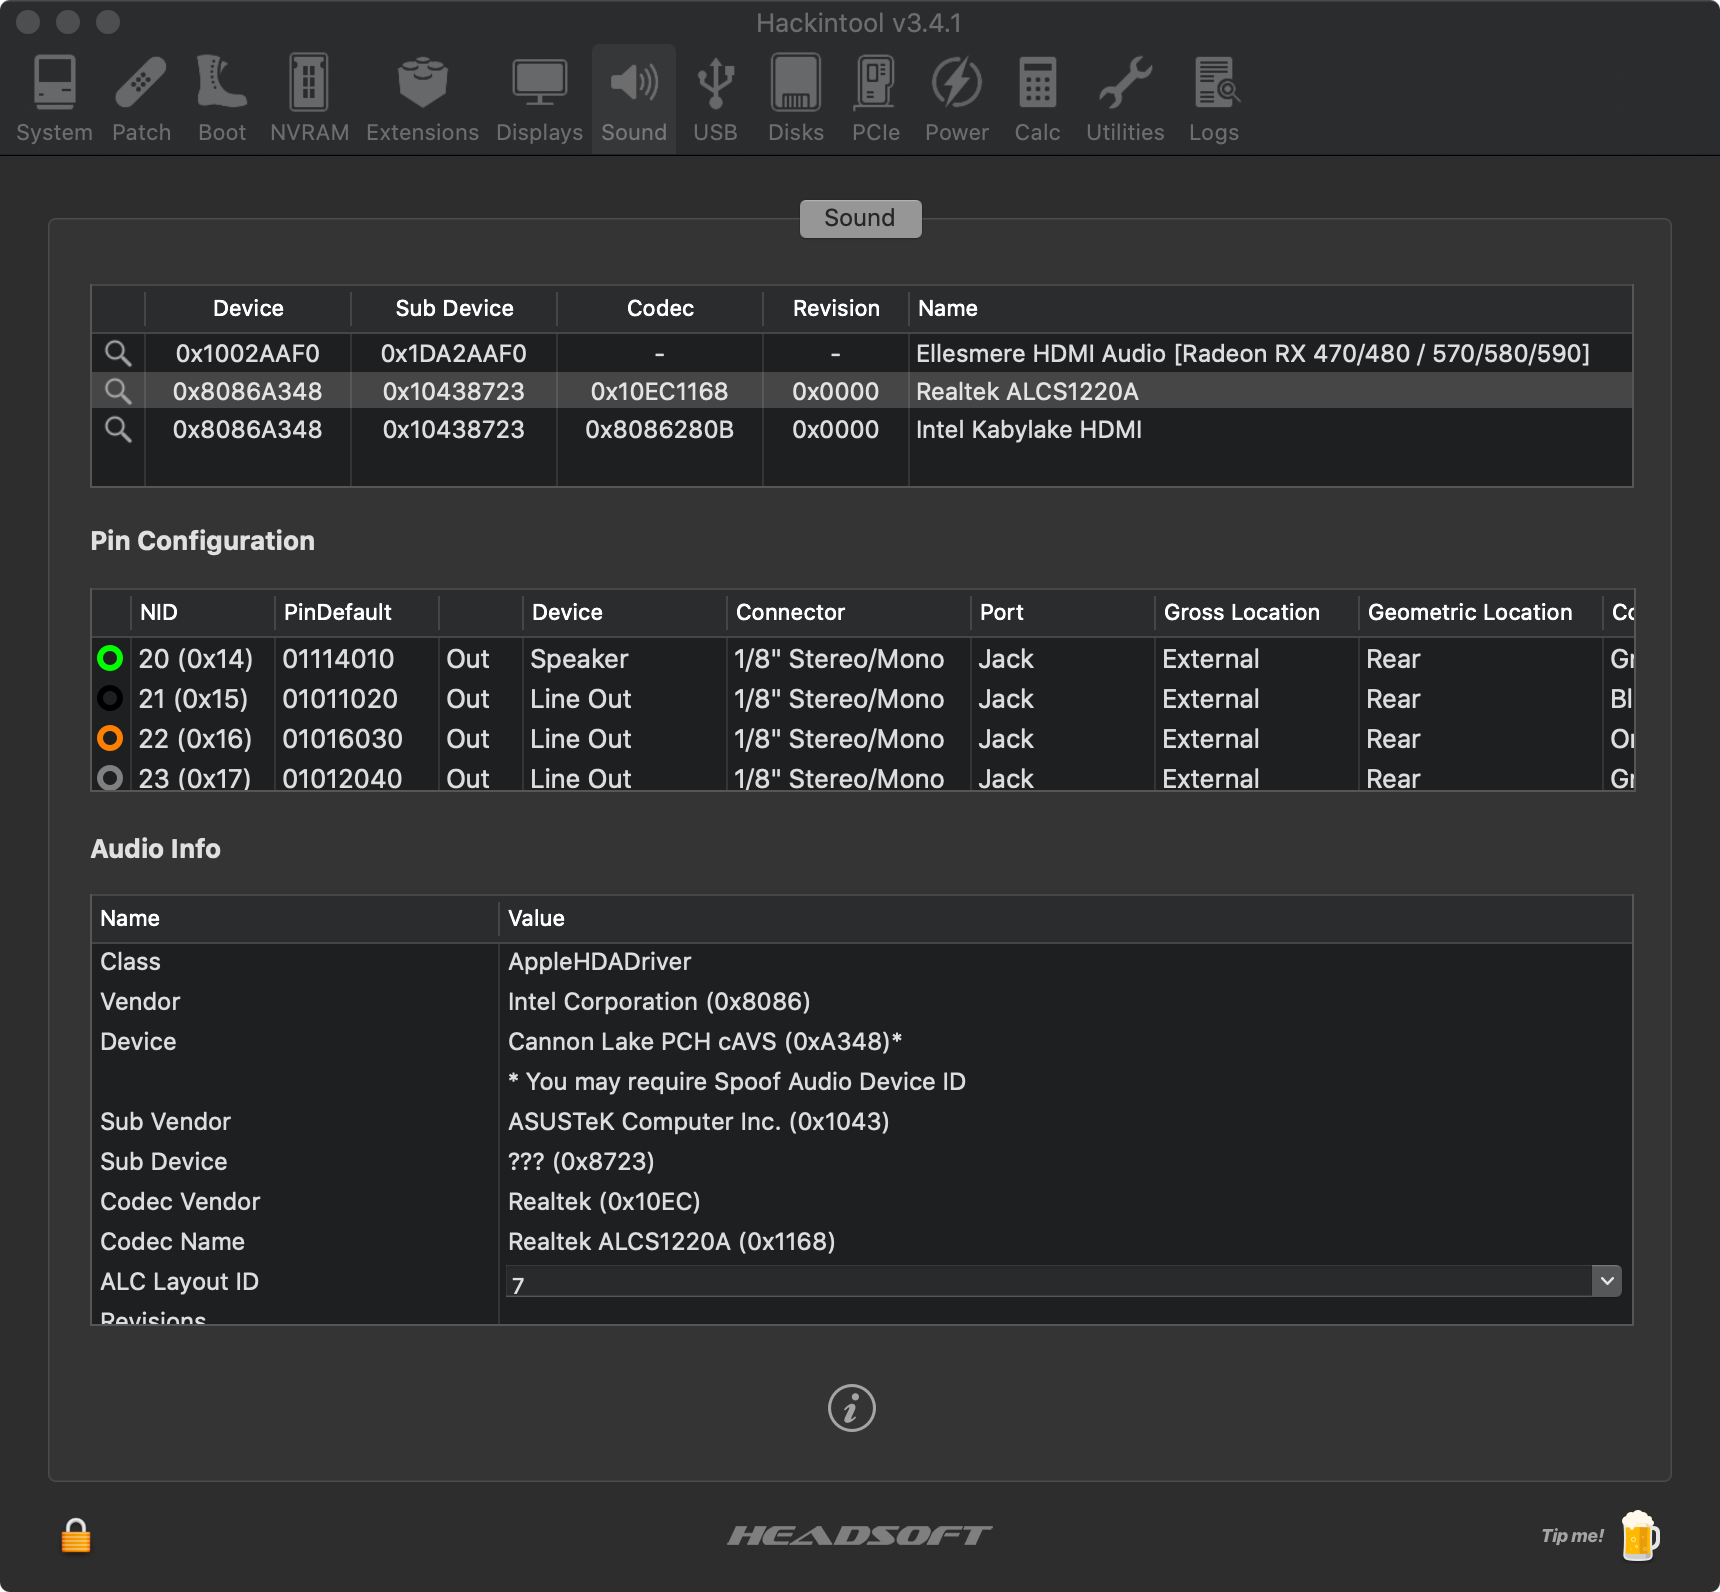 Hackintool v3.4.1
System Patch Boot NVRAM Extensions Displays Sound USB Disks PCIe Power Calc Utilities Logs
Sound
Device Sub Device Codec Revision Name
0x1002AAF0 0x1DA2AAF0 - - Ellesmere HDMI Audio [Radeon RX 470/480 / 570/580/590]
0x8086A348 0x10438723 0x10EC1168 0x0000 Realtek ALCS1220A
0x8086A348 0x10438723 0x8086280B 0x0000 Intel Kabylake HDMI
Pin Configuration
NID PinDefault Device Connector Port Gross Location Geometric Location
20 (0x14) 01114010 Out Speaker 1/8" Stereo/Mono Jack External Rear
21 (0x15) 01011020 Out Line Out 1/8" Stereo/Mono Jack External Rear
22 (0x16) 01016030 Out Line Out 1/8" Stereo/Mono Jack External Rear
23 (0x17) 01012040 Out Line Out 1/8" Stereo/Mono Jack External Rear
Audio Info
Name Value
Class AppleHDADriver
Vendor Intel Corporation (0x8086)
Device Cannon Lake PCH cAVS (0xA348)*
* You may require Spoof Audio Device ID
Sub Vendor ASUSTeK Computer Inc. (0x1043)
Sub Device ??? (0x8723)
Codec Vendor Realtek (0x10EC)
Codec Name Realtek ALCS1220A (0x1168)
ALC Layout ID 7
Revisions
HEADSOFT
Tip me!